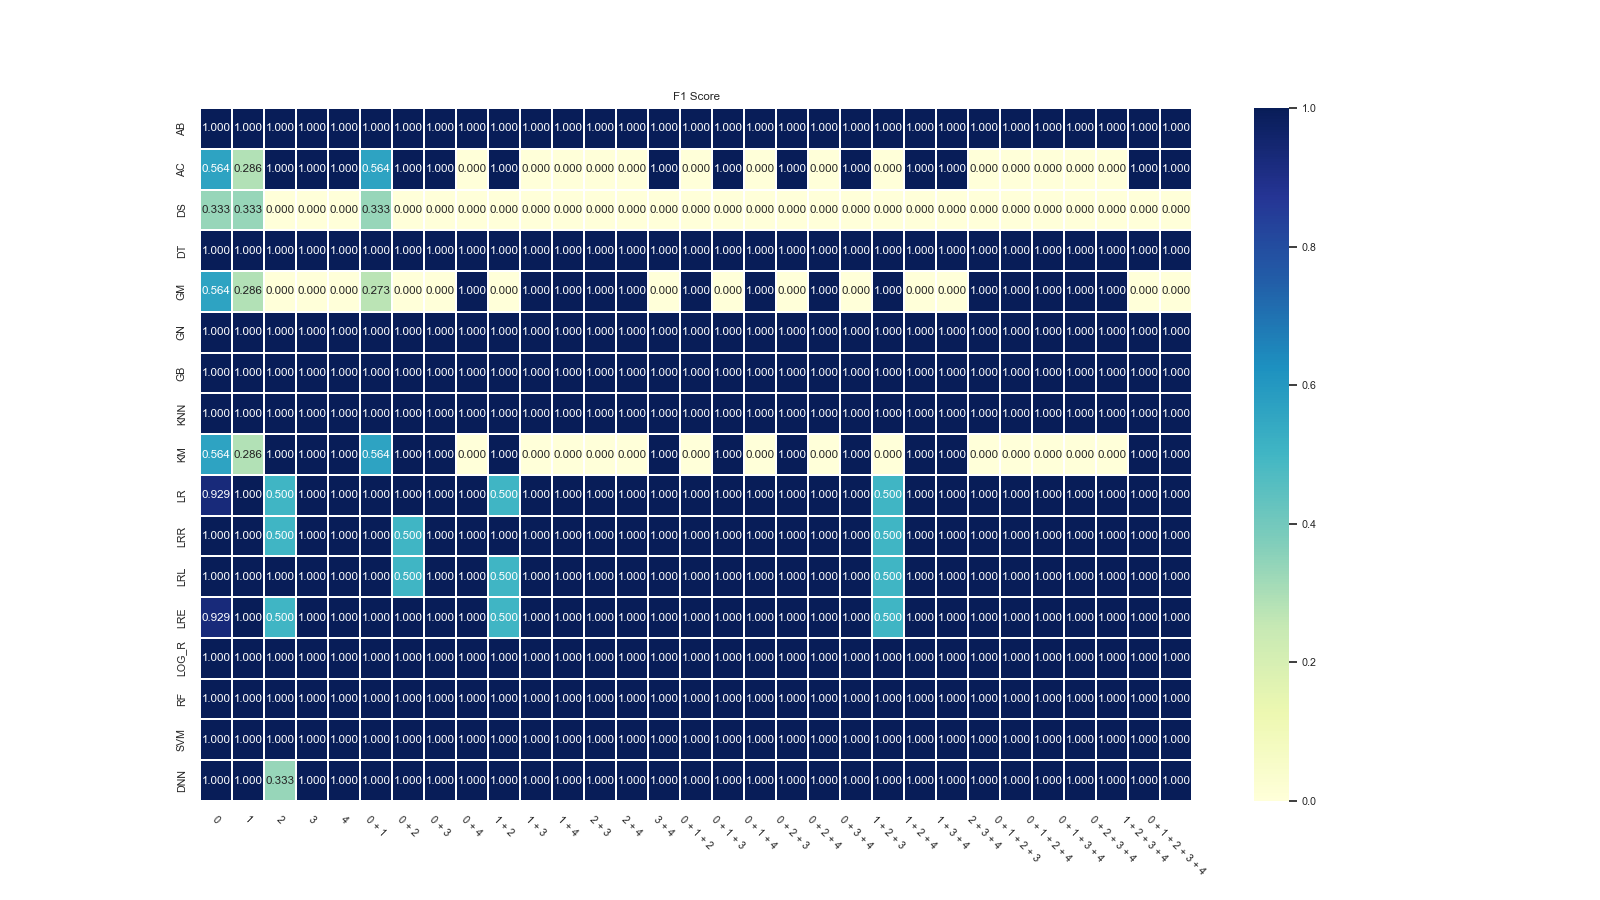 F1 Score
AB 1.000 1.000 1.000 1.000 1.000 1.000 1.000 1.000 1.000 1.000 1.000 1.000 1.000 1.000 1.000 1.000 1.000 1.000 1.000 1.000 1.000 1.000 1.000 1.000 1.000 1.000 1.000 1.000 1.000 1.000 1.000
AC 0.564 0.286 1.000 1.000 1.000 0.564 1.000 1.000 0.000 1.000 0.000 0.000 0.000 0.000 1.000 0.000 1.000 0.000 1.000 0.000 1.000 0.000 1.000 1.000 0.000 0.000 0.000 0.000 0.000 1.000 1.000
DS 0.333 0.333 0.000 0.000 0.000 0.333 0.000 0.000 0.000 0.000 0.000 0.000 0.000 0.000 0.000 0.000 0.000 0.000 0.000 0.000 0.000 0.000 0.000 0.000 0.000 0.000 0.000 0.000 0.000 0.000 0.000
DT 1.000 1.000 1.000 1.000 1.000 1.000 1.000 1.000 1.000 1.000 1.000 1.000 1.000 1.000 1.000 1.000 1.000 1.000 1.000 1.000 1.000 1.000 1.000 1.000 1.000 1.000 1.000 1.000 1.000 1.000 1.000
GM 0.564 0.286 0.000 0.000 0.000 0.273 0.000 0.000 1.000 0.000 1.000 1.000 1.000 1.000 0.000 1.000 0.000 1.000 0.000 1.000 0.000 1.000 0.000 0.000 1.000 1.000 1.000 1.000 1.000 0.000 0.000
GN 1.000 1.000 1.000 1.000 1.000 1.000 1.000 1.000 1.000 1.000 1.000 1.000 1.000 1.000 1.000 1.000 1.000 1.000 1.000 1.000 1.000 1.000 1.000 1.000 1.000 1.000 1.000 1.000 1.000 1.000 1.000
GB 1.000 1.000 1.000 1.000 1.000 1.000 1.000 1.000 1.000 1.000 1.000 1.000 1.000 1.000 1.000 1.000 1.000 1.000 1.000 1.000 1.000 1.000 1.000 1.000 1.000 1.000 1.000 1.000 1.000 1.000 1.000
KNN 1.000 1.000 1.000 1.000 1.000 1.000 1.000 1.000 1.000 1.000 1.000 1.000 1.000 1.000 1.000 1.000 1.000 1.000 1.000 1.000 1.000 1.000 1.000 1.000 1.000 1.000 1.000 1.000 1.000 1.000 1.000
KM 0.564 0.286 1.000 1.000 1.000 0.564 1.000 1.000 0.000 1.000 0.000 0.000 0.000 0.000 1.000 0.000 1.000 0.000 1.000 0.000 1.000 0.000 1.000 1.000 0.000 0.000 0.000 0.000 0.000 1.000 1.000
LR 0.929 1.000 0.500 1.000 1.000 1.000 1.000 1.000 1.000 0.500 1.000 1.000 1.000 1.000 1.000 1.000 1.000 1.000 1.000 1.000 1.000 0.500 1.000 1.000 1.000 1.000 1.000 1.000 1.000 1.000 1.000
LRR 1.000 1.000 0.500 1.000 1.000 1.000 0.500 1.000 1.000 1.000 1.000 1.000 1.000 1.000 1.000 1.000 1.000 1.000 1.000 1.000 1.000 0.500 1.000 1.000 1.000 1.000 1.000 1.000 1.000 1.000 1.000
LRL 1.000 1.000 1.000 1.000 1.000 1.000 0.500 1.000 1.000 0.500 1.000 1.000 1.000 1.000 1.000 1.000 1.000 1.000 1.000 1.000 1.000 0.500 1.000 1.000 1.000 1.000 1.000 1.000 1.000 1.000 1.000
LRE 0.929 1.000 0.500 1.000 1.000 1.000 1.000 1.000 1.000 0.500 1.000 1.000 1.000 1.000 1.000 1.000 1.000 1.000 1.000 1.000 1.000 0.500 1.000 1.000 1.000 1.000 1.000 1.000 1.000 1.000 1.000
LOG_R 1.000 1.000 1.000 1.000 1.000 1.000 1.000 1.000 1.000 1.000 1.000 1.000 1.000 1.000 1.000 1.000 1.000 1.000 1.000 1.000 1.000 1.000 1.000 1.000 1.000 1.000 1.000 1.000 1.000 1.000 1.000
RF 1.000 1.000 1.000 1.000 1.000 1.000 1.000 1.000 1.000 1.000 1.000 1.000 1.000 1.000 1.000 1.000 1.000 1.000 1.000 1.000 1.000 1.000 1.000 1.000 1.000 1.000 1.000 1.000 1.000 1.000 1.000
SVM 1.000 1.000 1.000 1.000 1.000 1.000 1.000 1.000 1.000 1.000 1.000 1.000 1.000 1.000 1.000 1.000 1.000 1.000 1.000 1.000 1.000 1.000 1.000 1.000 1.000 1.000 1.000 1.000 1.000 1.000 1.000
DNN 1.000 1.000 0.333 1.000 1.000 1.000 1.000 1.000 1.000 1.000 1.000 1.000 1.000 1.000 1.000 1.000 1.000 1.000 1.000 1.000 1.000 1.000 1.000 1.000 1.000 1.000 1.000 1.000 1.000 1.000 1.000
0
1
2
3
4
0 + 1
0 + 2
0 + 3
0 + 4
1 + 2
1 + 3
1 + 4
2 + 3
2 + 4
3 + 4
0 + 1 + 2
0 + 1 + 3
0 + 1 + 4
0 + 2 + 3
0 + 2 + 4
0 + 3 + 4
1 + 2 + 3
1 + 2 + 4
1 + 3 + 4
2 + 3 + 4
0 + 1 + 2 + 3
0 + 1 + 2 + 4
0 + 1 + 3 + 4
0 + 2 + 3 + 4
1 + 2 + 3 + 4
0 + 1 + 2 + 3 + 4
1.0
0.8
0.6
0.4
0.2
0.0